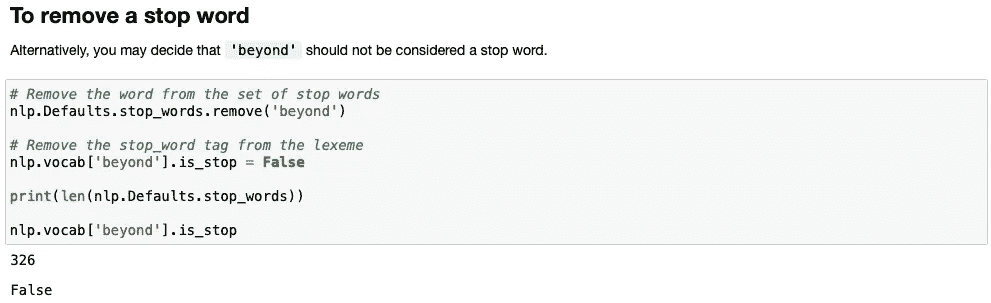 To remove a stop word
Alternatively, you may decide that 'beyond' should not be considered a stop word.
# Remove the word from the set of stop words
nlp.Defaults.stop_words.remove('beyond')
# Remove the stop_word tag from the lexeme
nlp.vocab['beyond'].is_stop = False
print(len(nlp.Defaults.stop_words))
nlp.vocab['beyond'].is_stop
326
False